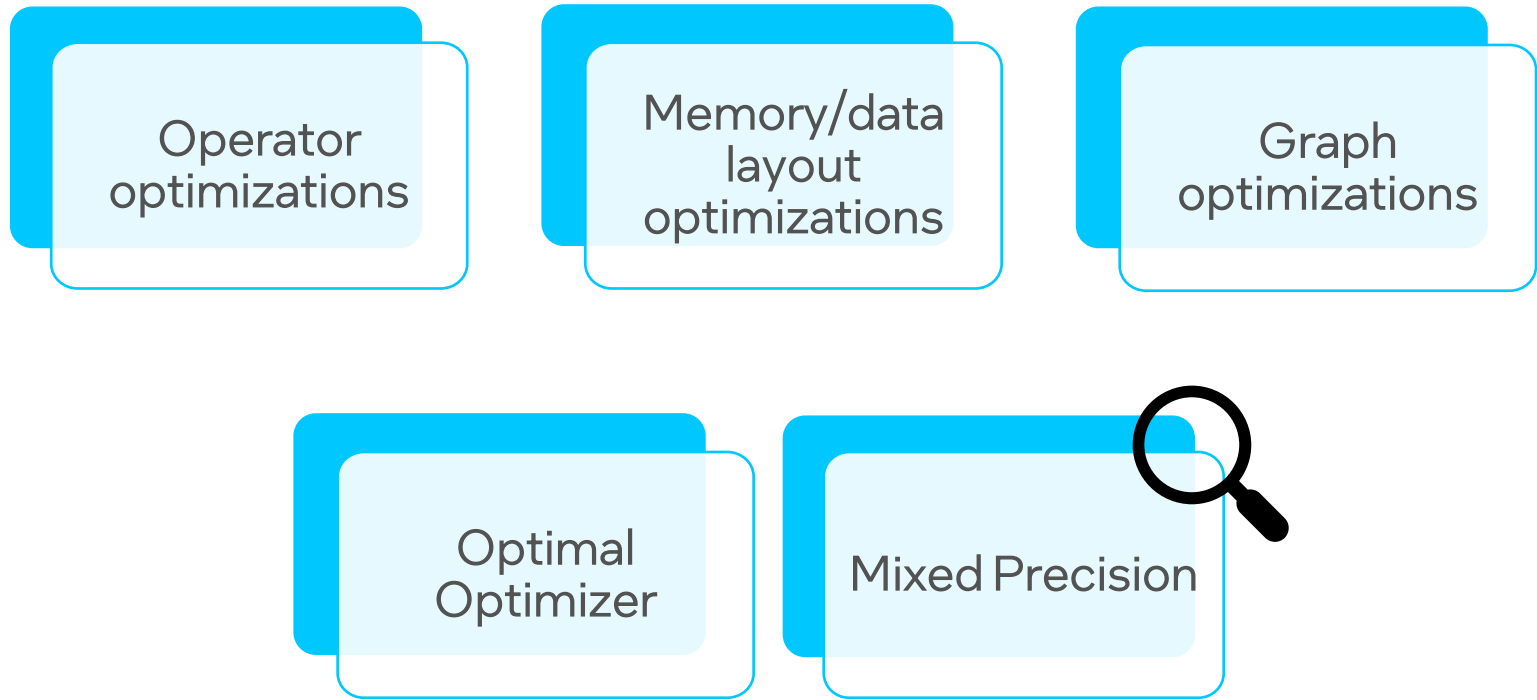 Operator
optimizations
Memory/data
layout
optimizations
Graph
optimizations
Optimal
Optimizer
Mixed Precision